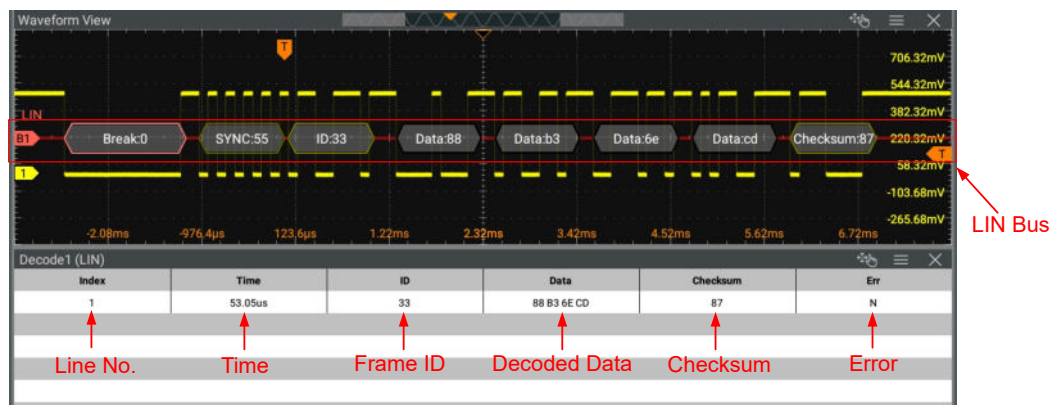 Waveform View
T
706.32mV
544.32mV
LIN
382.32mV
B1 Break:0 SYNC:55 ID:33 Data:88 Data:b3 Data:6e Data:cd Checksum:87 220.32mV
T
1
58.32mV
-103.68mV
-265.68mV
LIN Bus
-2.08ms -976.4μs 123.6μs 1.22ms 2.32ms 3.42ms 4.52ms 5.62ms 6.72ms
Decode1 (LIN)
Index Time ID Data Checksum Err
1 53.05us 33 88 B3 6E CD 87 N
Line No. Time Frame ID Decoded Data Checksum Error